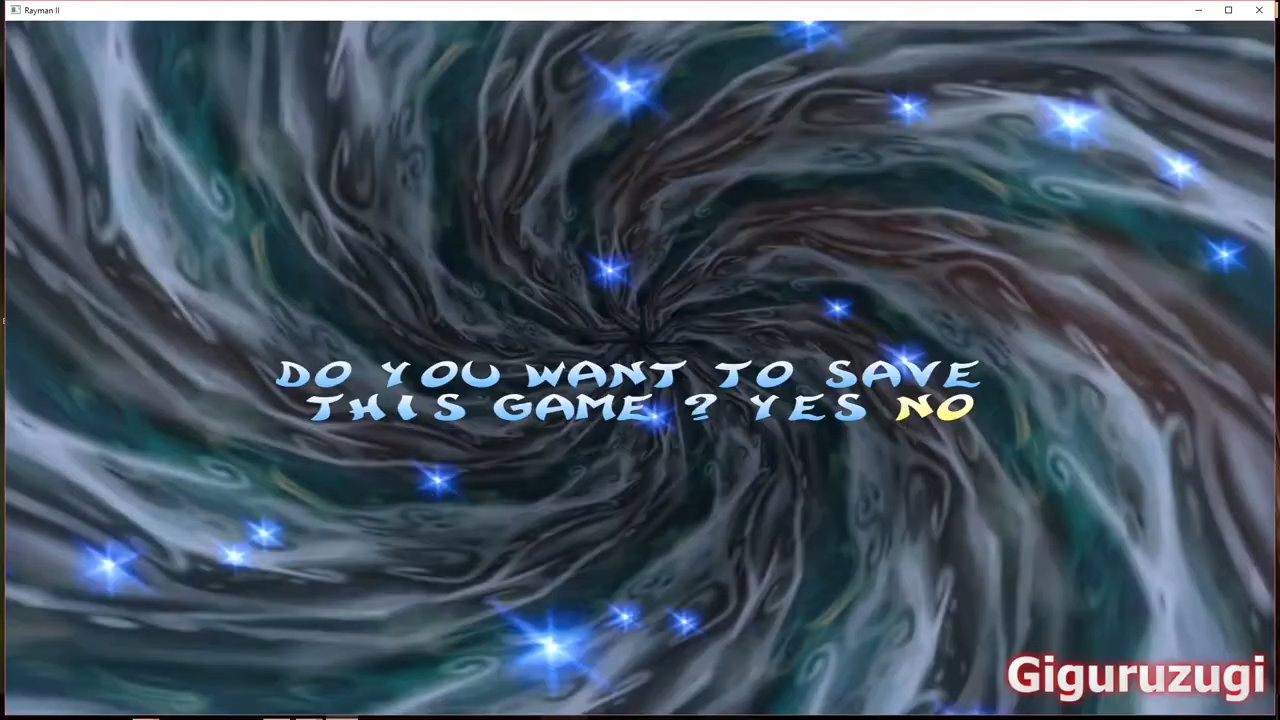 Rayman II
DO YOU WANT TO SAVE
THIS GAME ? YES NO
Giguruzugi